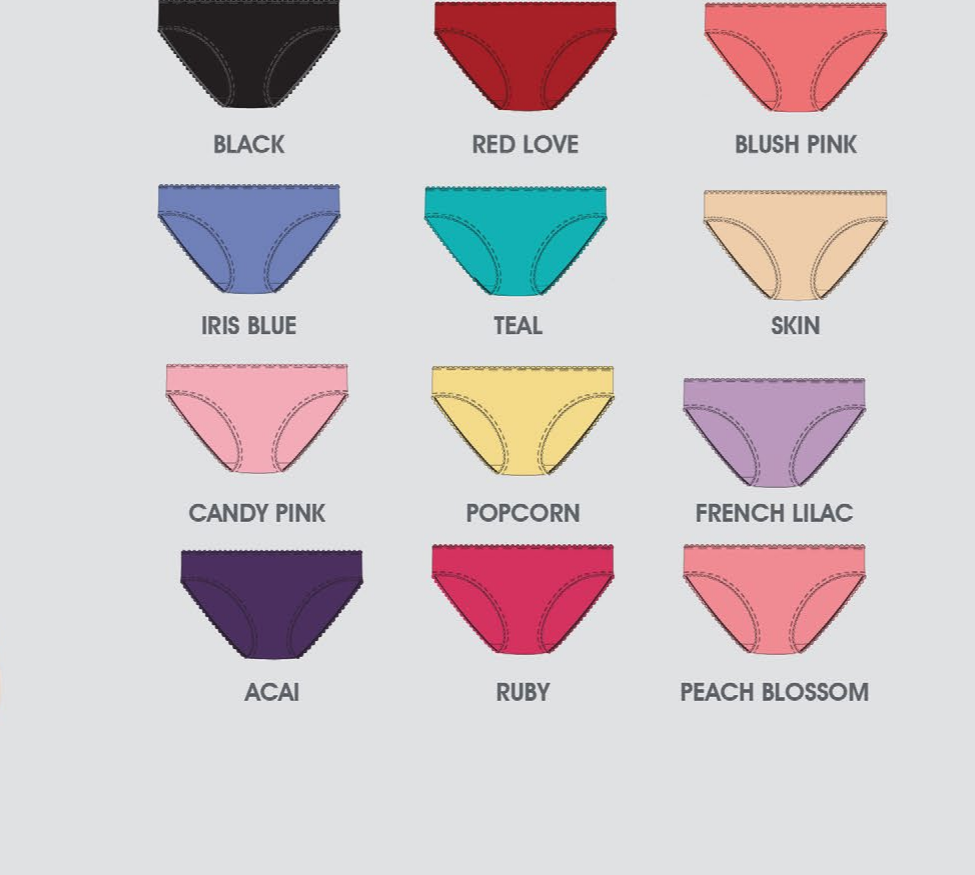 BLACK
RED LOVE
BLUSH PINK
IRIS BLUE
TEAL
SKIN
CANDY PINK
POPCORN
FRENCH LILAC
ACAI
RUBY
PEACH BLOSSOM